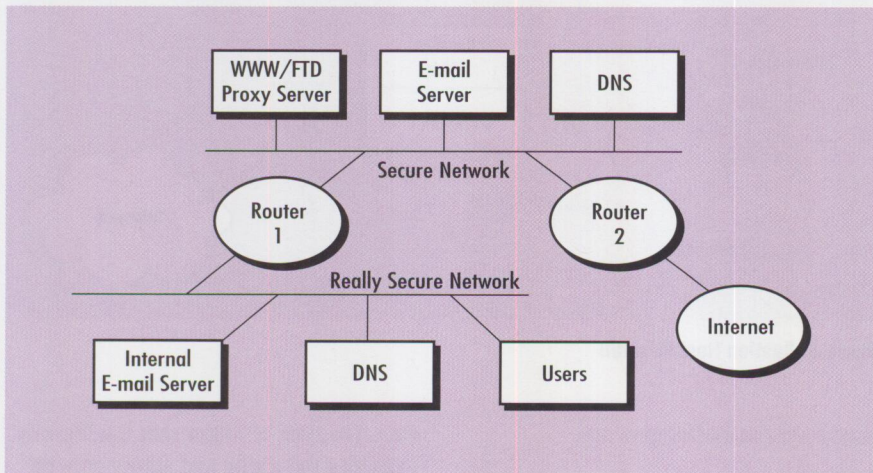 WWW/FTD
Proxy Server
E-mail
Server
DNS
Secure Network
Router
1
Router
2
Really Secure Network
Internet
Internal
E-mail Server
DNS
Users